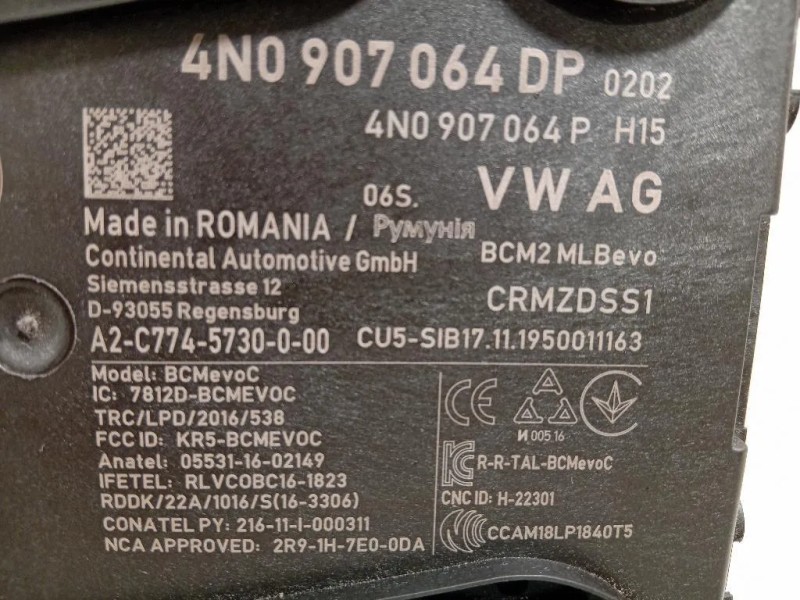 4N0 907 064 DP 0202
4N0 907 064 P H15
06S. VW AG
Made in ROMANIA / Румунія
Continental Automotive GmbH BCM2 MLBevo
Siemensstrasse 12
D-93055 Regensburg CRMZDSS1
A2-C774-5730-0-00 CU5-SIB17.11.1950011163
Model: BCMevoC
IC: 7812D-BCMEVOC
TRC/LPD/2016/538
FCC ID: KR5-BCMEVOC
Anatel: 05531-16-02149
IFETEL: RLVCOBC16-1823
RDDK/22A/1016/S(16-3306)
CONATEL PY: 216-11-I-000311
NCA APPROVED: 2R9-1H-7E0-0DA
CE
И 005 16
R-R-TAL-BCMevoC
CNC ID: H-22301
CCAM18LP1840T5